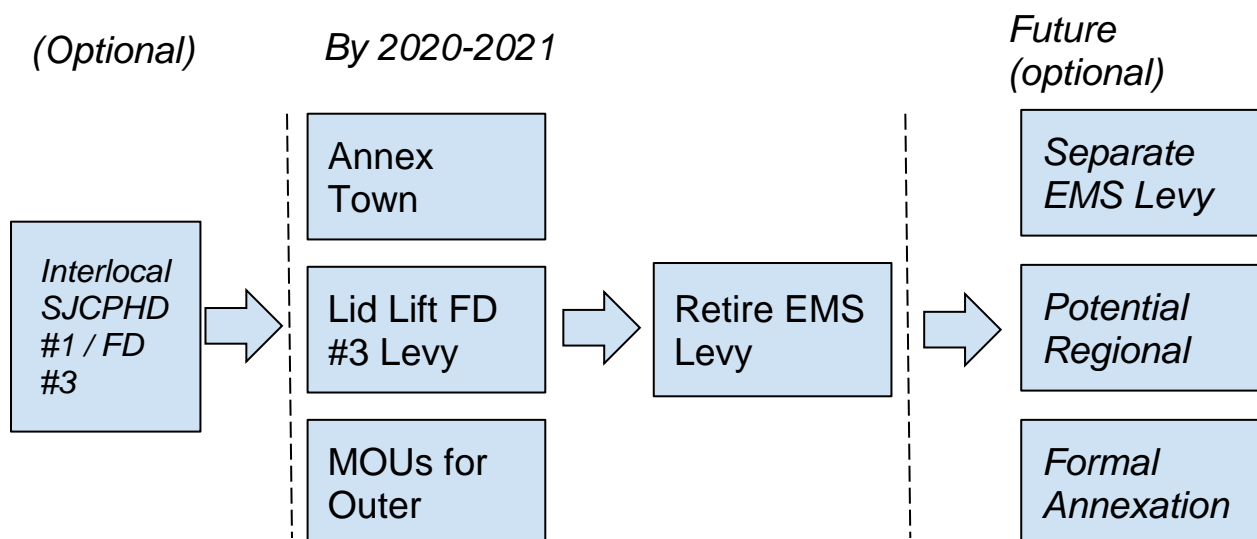 (Optional)
By 2020-2021
Future
(optional)
Interlocal
SJCPHD
#1 / FD
#3
Annex
Town
Lid Lift FD
#3 Levy
MOUs for
Outer
Retire EMS
Levy
Separate
EMS Levy
Potential
Regional
Formal
Annexation